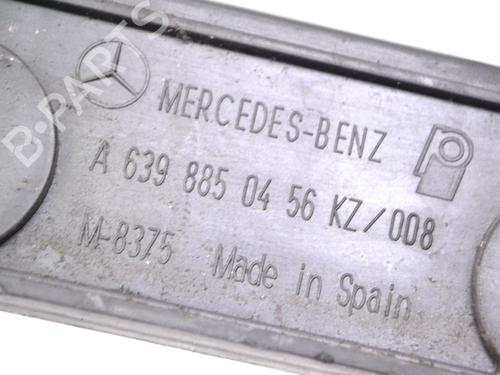 MERCEDES-BENZ
A 639 885 04 56 KZ/008
M-8375 Made in Spain
B-PARTS